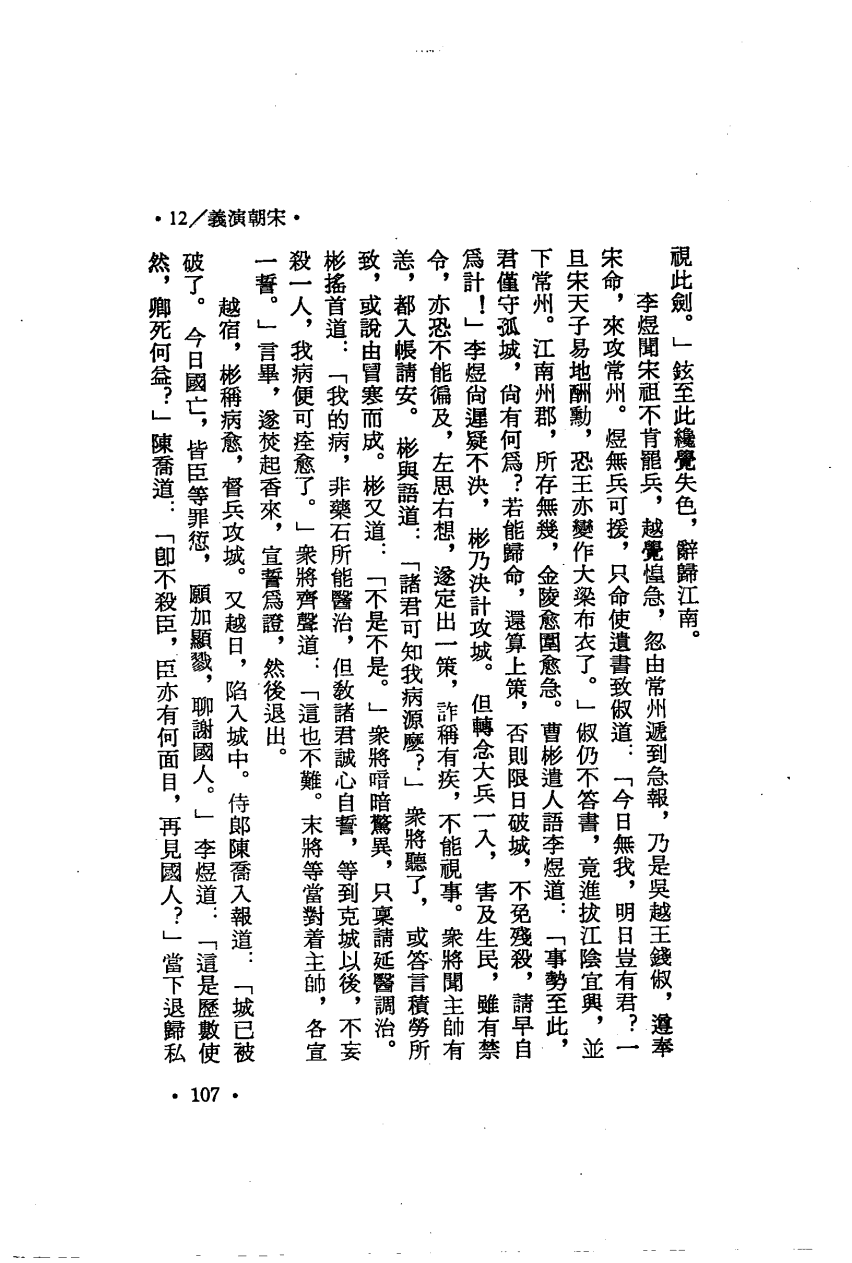 ·12／義演朝宋·
視此劍。」鉉至此纔覺失色，辭歸江南。
李煜聞宋祖不肯罷兵，越覺惶急，忽由常州遞到急報，乃是吳越王錢俶，遵奉
宋命，來攻常州。煜無兵可援，只命使遺書致俶道：「今日無我，明日豈有君？一
且宋天子易地酬勳，恐王亦變作大梁布衣了。」俶仍不答書，竟進拔江陰宜興，並
下常州。江南州郡，所存無幾，金陵愈圍愈急。曹彬遣人語李煜道：「事勢至此，
君僅守孤城，尙有何爲？若能歸命，還算上策，否則限日破城，不免殘殺，請早自
爲計！」李煜尙遲疑不決，彬乃決計攻城。但轉念大兵一入，害及生民，雖有禁
令，亦恐不能徧及，左思右想，遂定出一策，詐稱有疾，不能視事。衆將聞主帥有
恙，都入帳請安。彬與語道：「諸君可知我病源麼？」衆將聽了，或答言積勞所
致，或說由冒寒而成。彬又道：「不是不是。」衆將喑暗驚異，只稟請延醫調治。
彬搖首道：「我的病，非藥石所能醫治，但敎諸君誠心自誓，等到克城以後，不妄
殺一人，我病便可痊愈了。」衆將齊聲道：「這也不難。末將等當對着主帥，各宣
一誓。」言畢，遂焚起香來，宣誓爲證，然後退出。
越宿，彬稱病愈，督兵攻城。又越日，陷入城中。侍郎陳喬入報道：「城已被
破了。今日國亡，皆臣等罪愆，願加顯戮，聊謝國人。」李煜道：「這是歷數使
然，卿死何益？」陳喬道：「卽不殺臣，臣亦有何面目，再見國人？」當下退歸私
·107·